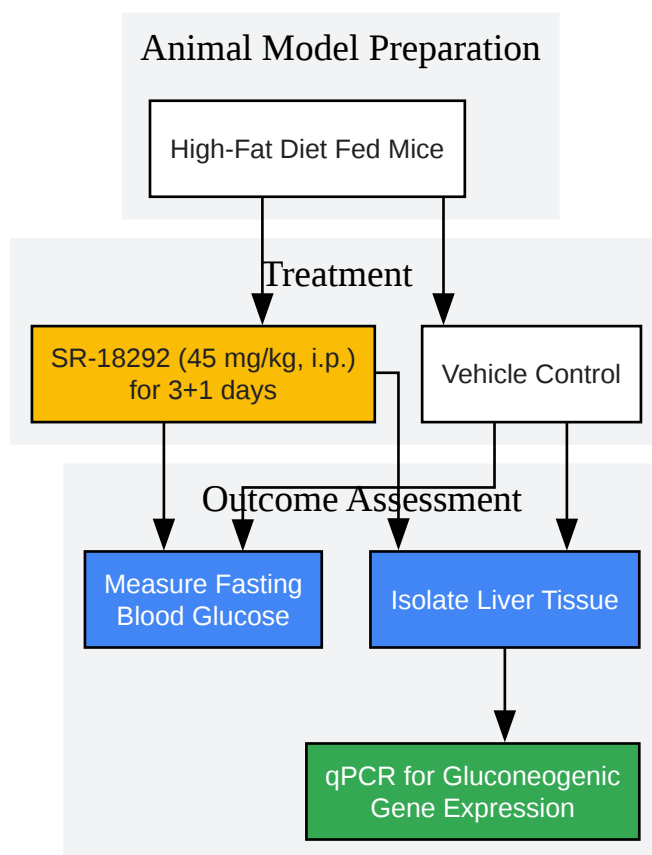 Animal Model Preparation
High-Fat Diet Fed Mice
Treatment
SR-18292 (45 mg/kg, i.p.)
for 3+1 days
Vehicle Control
Outcome Assessment
Measure Fasting
Blood Glucose
Isolate Liver Tissue
qPCR for Gluconeogenic
Gene Expression